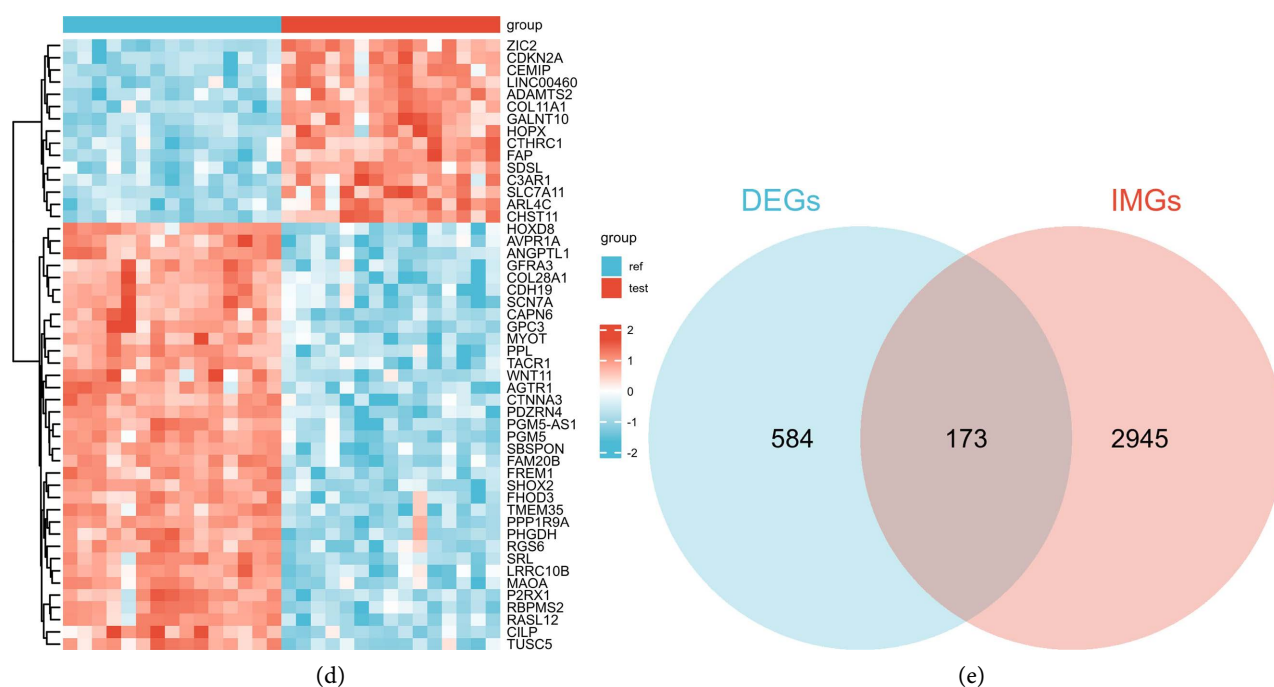 group
ZIC2
CDKN2A
CEMIP
LINC00460
ADAMTS2
COL11A1
GALNT10
HOPX
CTHRC1
FAP
SDSL
C3AR1
SLC7A11
ARL4C
CHST11
HOXD8
AVPR1A
ANGPTL1
GFRA3
COL28A1
CDH19
SCN7A
CAPN6
GPC3
MYOT
PPL
TACR1
WNT11
AGTR1
CTNNA3
PDZRN4
PGM5-AS1
PGM5
SBSPON
FAM20B
FREM1
SHOX2
FHOD3
TMEM35
PPP1R9A
PHGDH
RGS6
SRL
LRRC10B
MAOA
P2RX1
RBPMS2
RASL12
CILP
TUSC5
group
ref
test
2
1
0
-1
-2
(d)
DEGs
IMGs
584
173
2945
(e)